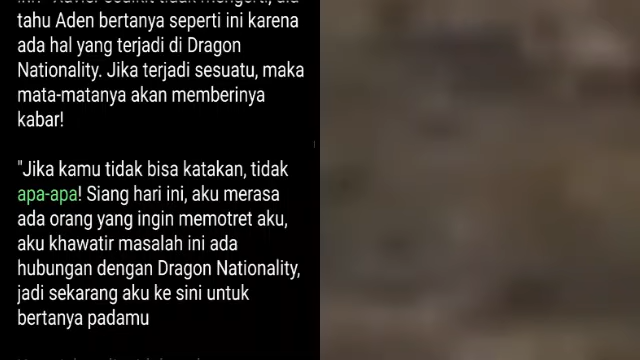 tahu Aden bertanya seperti ini karena
ada hal yang terjadi di Dragon
Nationality. Jika terjadi sesuatu, maka
mata-matanya akan memberinya
kabar!
"Jika kamu tidak bisa katakan, tidak
apa-apa! Siang hari ini, aku merasa
ada orang yang ingin memotret aku,
aku khawatir masalah ini ada
hubungan dengan Dragon Nationality,
jadi sekarang aku ke sini untuk
bertanya padamu